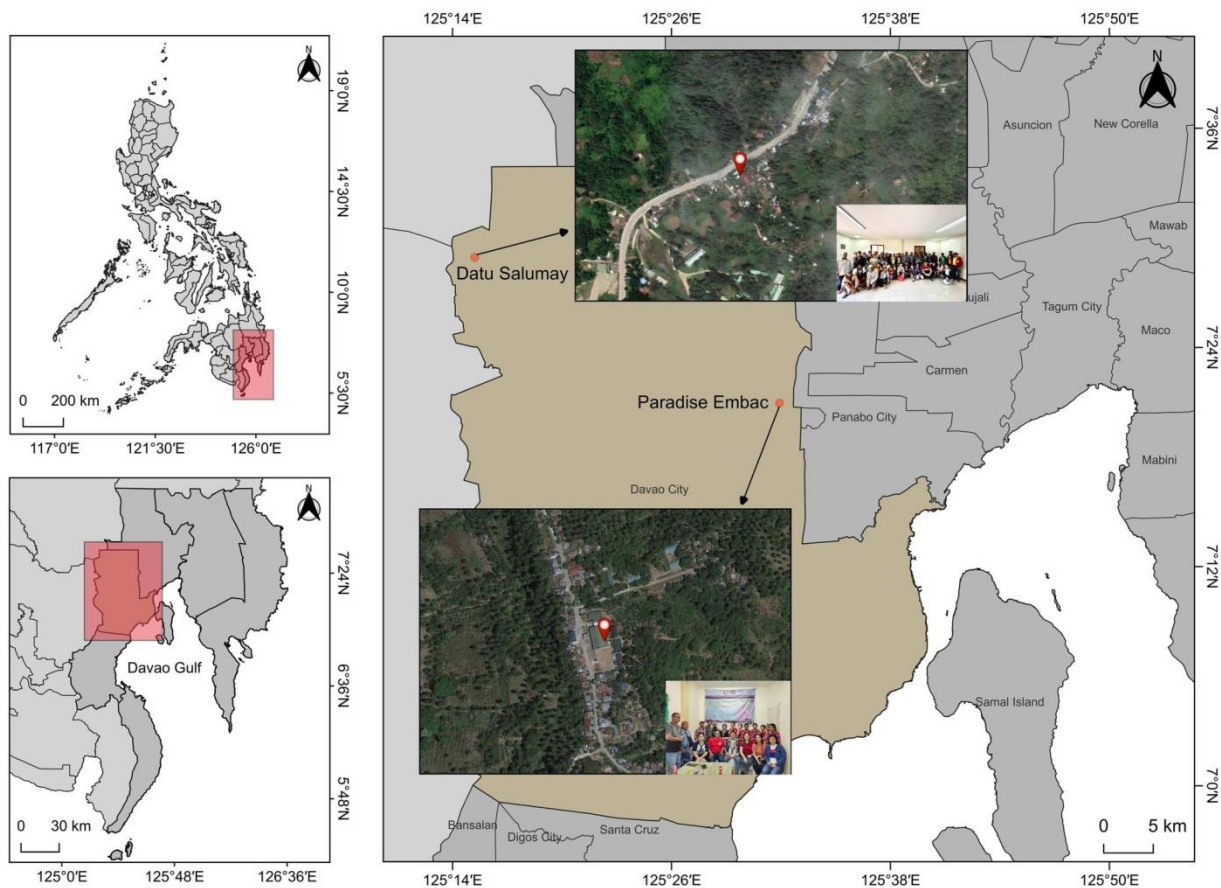 N
19°0'N
14°30'N
10°0'N
5°30'N
0 200 km
117°0'E 121°30'E 126°0'E
N
7°24'N
6°36'N
5°48'N
Davao Gulf
0 30 km
125°0'E 125°48'E 126°36'E
125°14'E 125°26'E 125°38'E 125°50'E
N
Asuncion
New Corella
7°36'N
Mawab
Datu Salumay
ujali
Tagum City
Maco
7°24'N
Carmen
Paradise Embac
Panabo City
Mabini
Davao City
7°12'N
Samal Island
7°0'N
Bansalan
Digos City
Santa Cruz
0 5 km
125°14'E 125°26'E 125°38'E 125°50'E